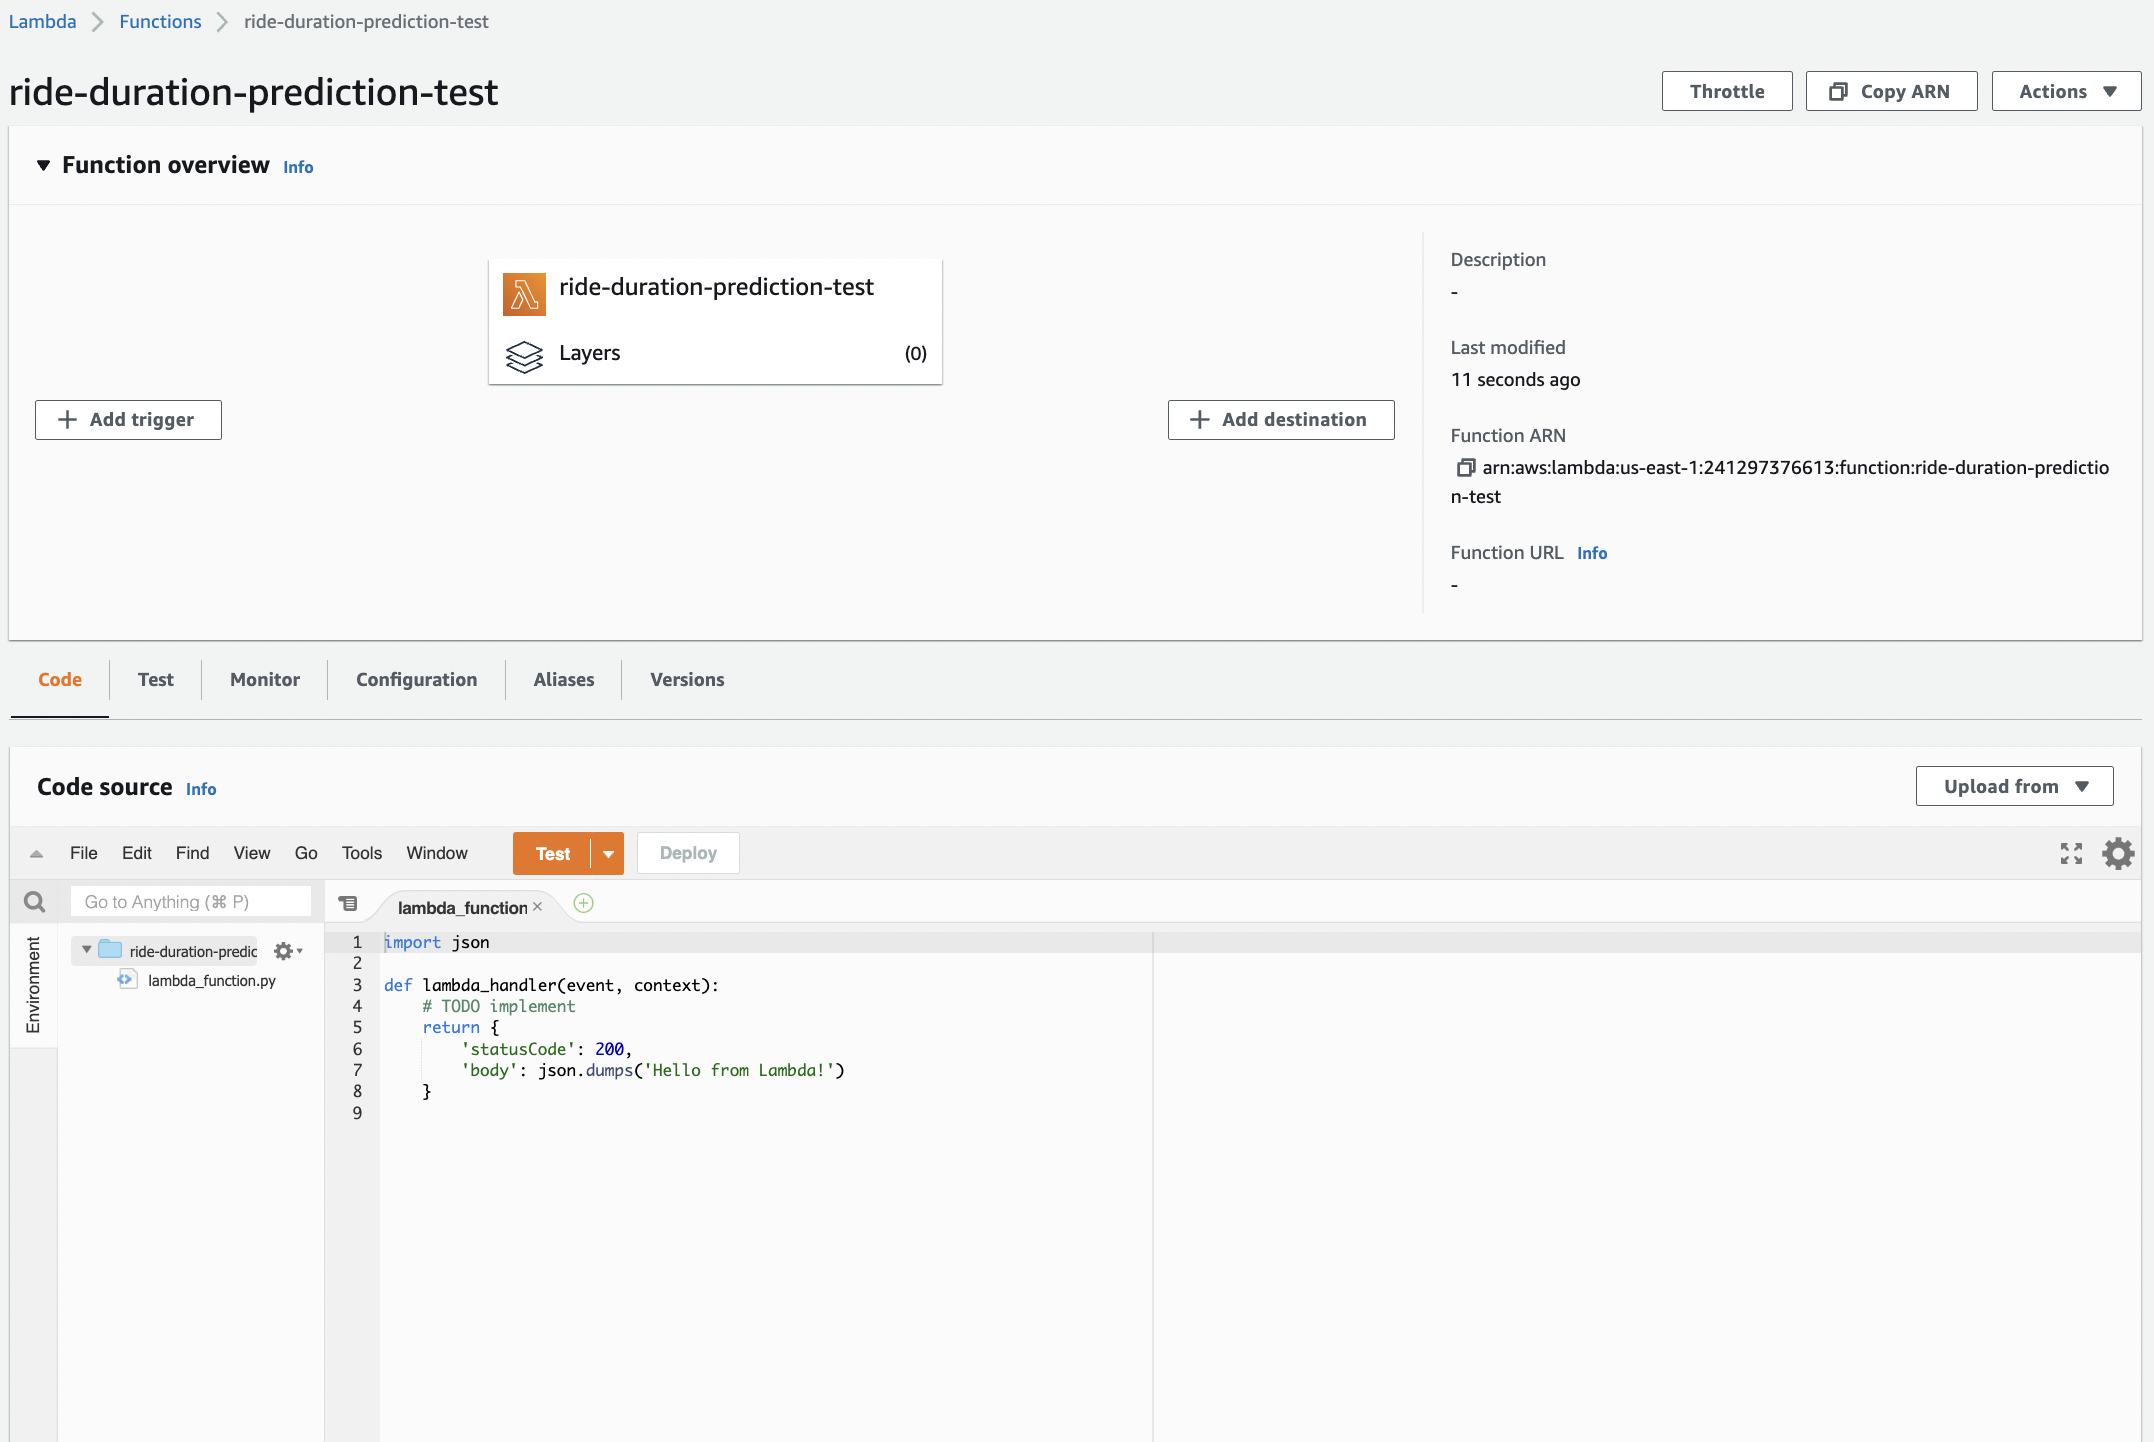 Lambda
Functions
ride-duration-prediction-test
ride-duration-prediction-test
Throttle
Copy ARN
Actions
Function overview Info
ride-duration-prediction-test
Layers (0)
Add trigger
Add destination
Description
-
Last modified
11 seconds ago
Function ARN
arn:aws:lambda:us-east-1:241297376613:function:ride-duration-predictio
n-test
Function URL Info
-
Code
Test
Monitor
Configuration
Aliases
Versions
Code source Info
Upload from
File Edit Find View Go Tools Window
Test
Deploy
Go to Anything (⌘ P)
lambda_function
Environment
ride-duration-predic
lambda_function.py
1 import json
2
3 def lambda_handler(event, context):
4     # TODO implement
5     return {
6         'statusCode': 200,
7         'body': json.dumps('Hello from Lambda!')
8     }
9